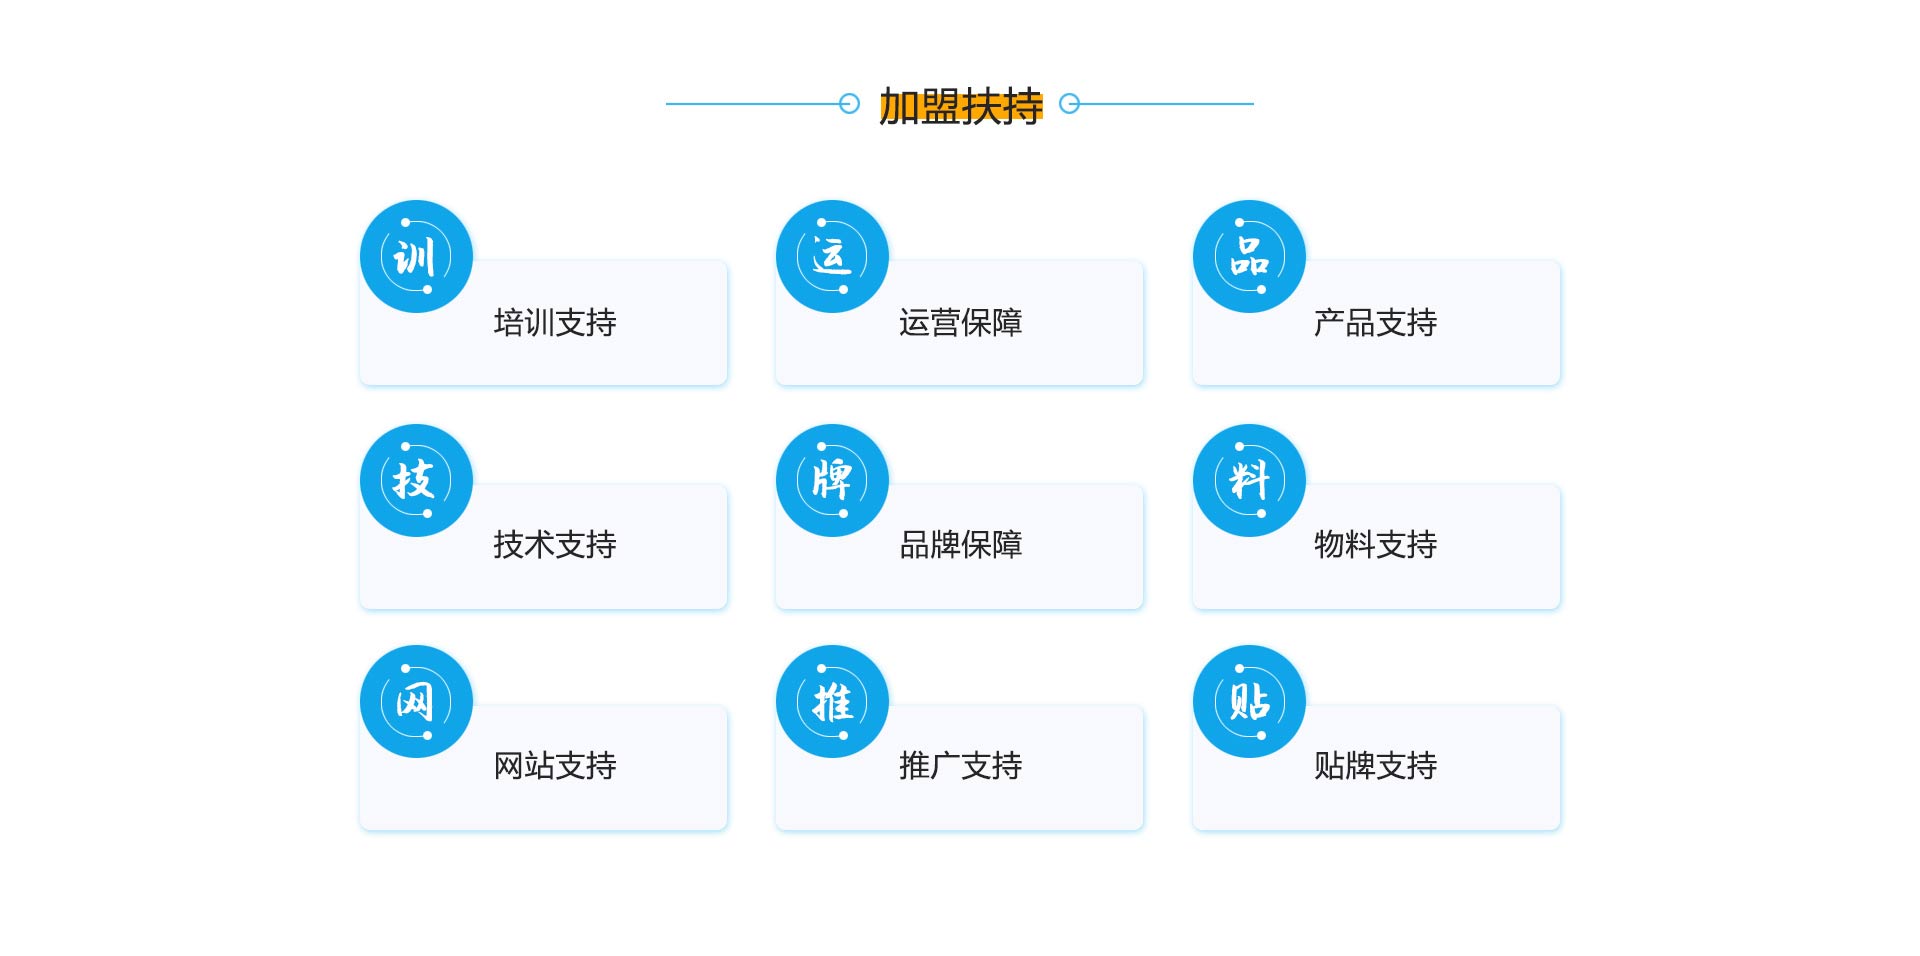 加盟扶持
训
培训支持
运
运营保障
品
产品支持
技
技术支持
牌
品牌保障
料
物料支持
网
网站支持
推
推广支持
贴
贴牌支持